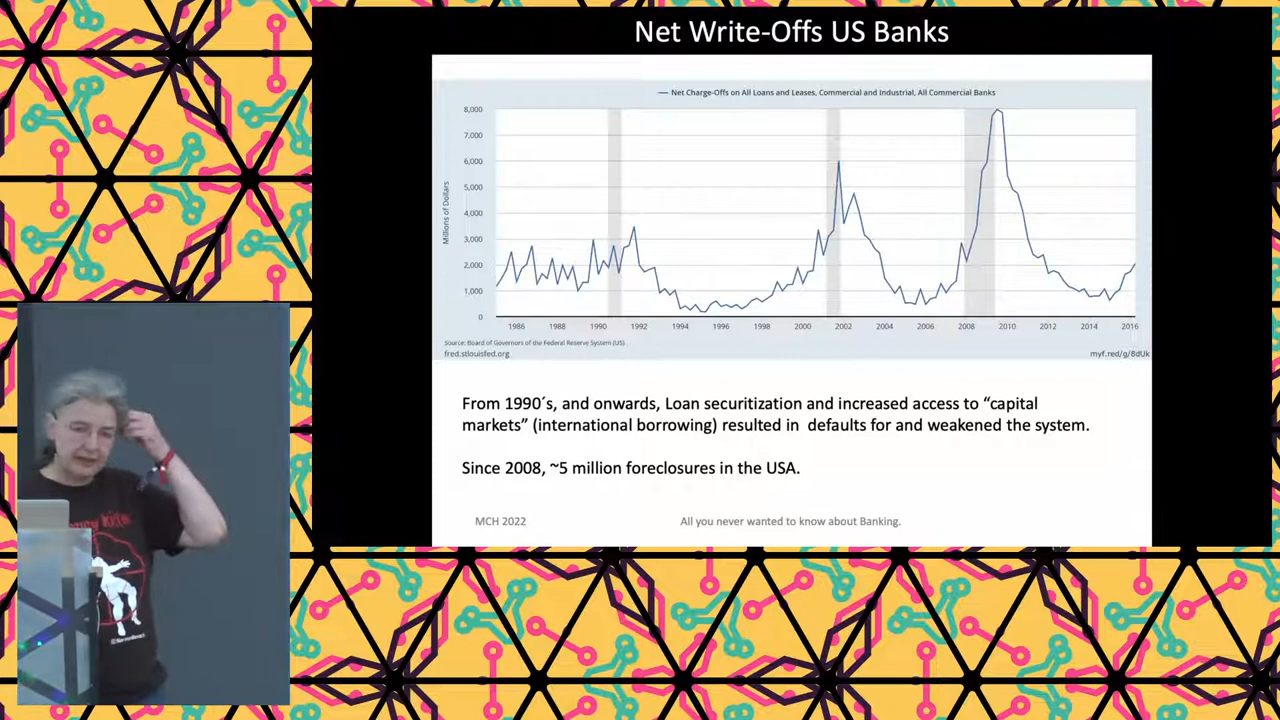 Net Write-Offs US Banks
Net Charge-Offs on All Loans and Leases, Commercial and Industrial, All Commercial Banks
8,000
7,000
6,000
5,000
4,000
3,000
2,000
1,000
0
Millions of Dollars
1986 1988 1990 1992 1994 1996 1998 2000 2002 2004 2006 2008 2010 2012 2014 2016
Source: Board of Governors of the Federal Reserve System (US)
fred.stlouisfed.org
myf.red/g/8dUk
From 1990´s, and onwards, Loan securitization and increased access to “capital
markets” (international borrowing) resulted in defaults for and weakened the system.
Since 2008, ~5 million foreclosures in the USA.
MCH 2022
All you never wanted to know about Banking.